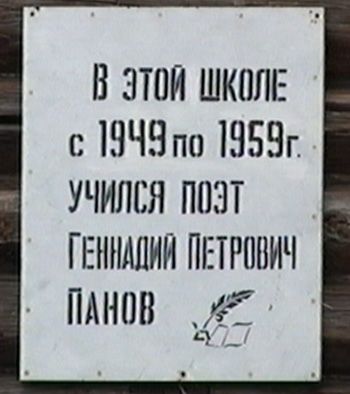 В ЭТОЙ ШКОЛЕ
с 1949 по 1959г.
УЧИЛСЯ ПОЭТ
ГЕННАДИЙ ПЕТРОВИЧ
ПАНОВ